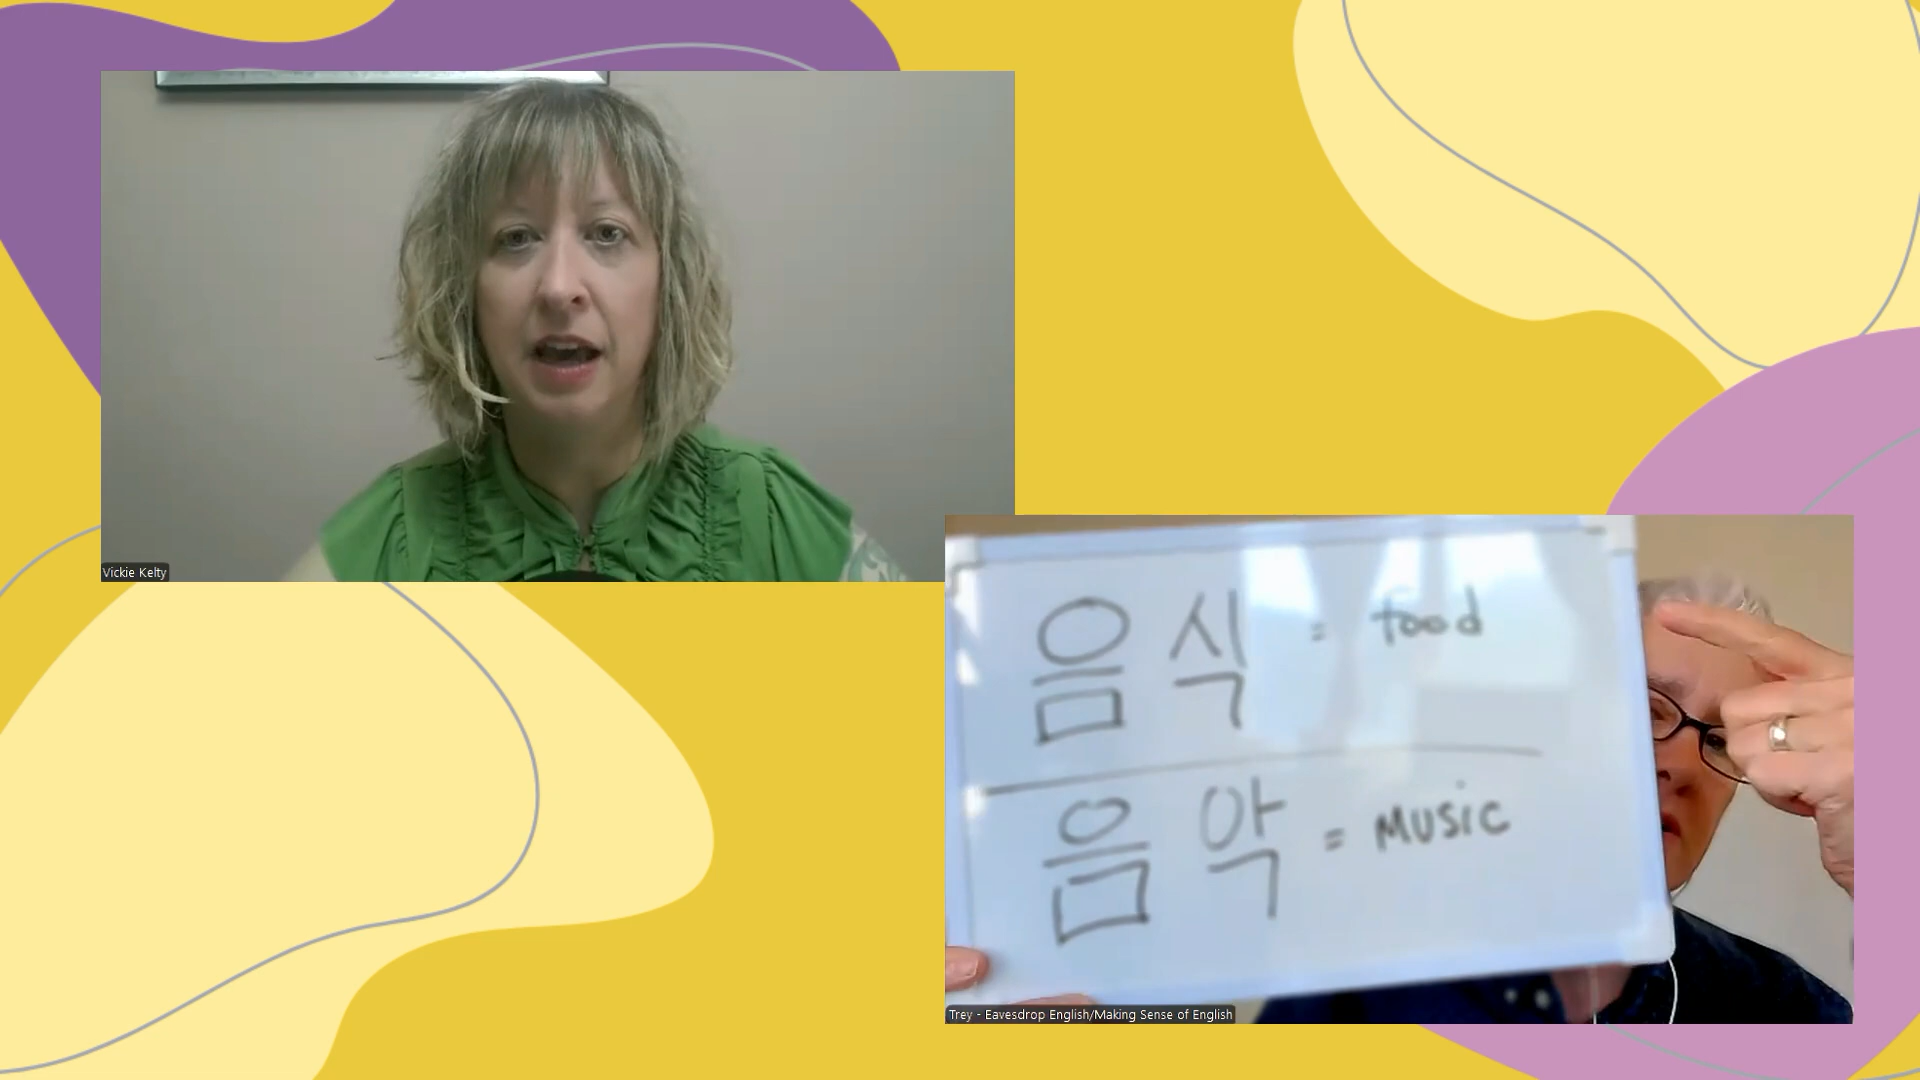 Vickie Kelty
음식 = food
음악 = Music
Trey - Eavesdrop English/Making Sense of English